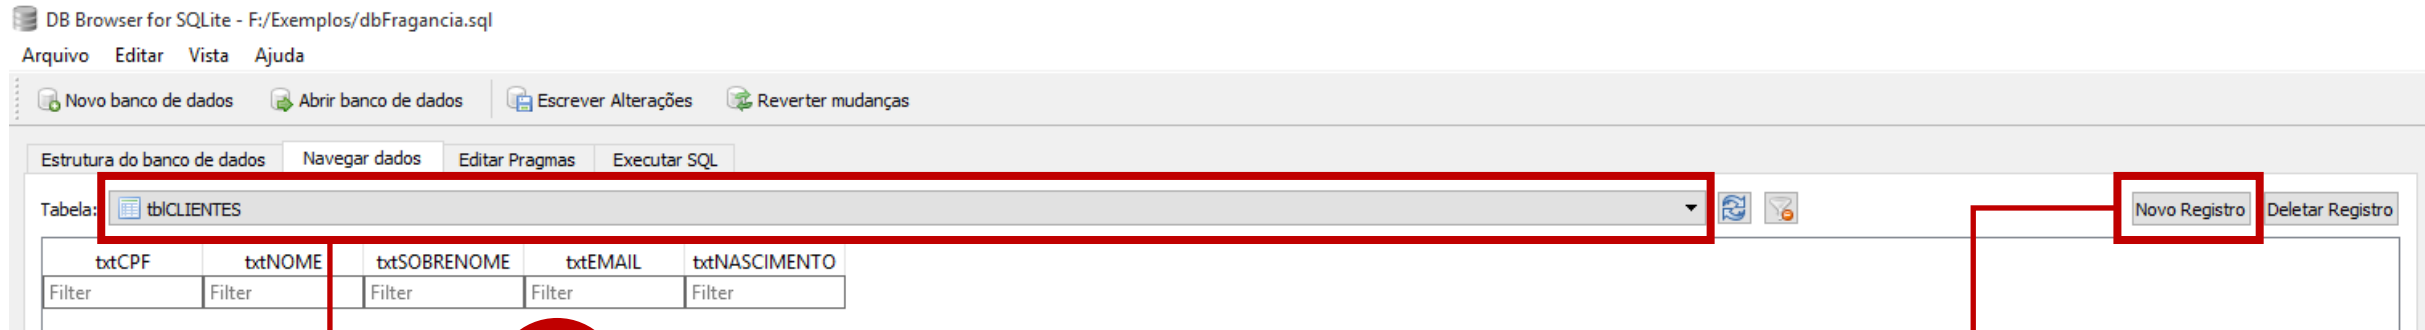 DB Browser for SQLite - F:/Exemplos/dbFragancia.sql
Arquivo Editar Vista Ajuda
Novo banco de dados Abrir banco de dados Escrever Alterações Reverter mudanças
Estrutura do banco de dados Navegar dados Editar Pragmas Executar SQL
Tabela: tblCLIENTES Novo Registro Deletar Registro
txtCPF txtNOME txtSOBRENOME txtEMAIL txtNASCIMENTO
Filter Filter Filter Filter Filter